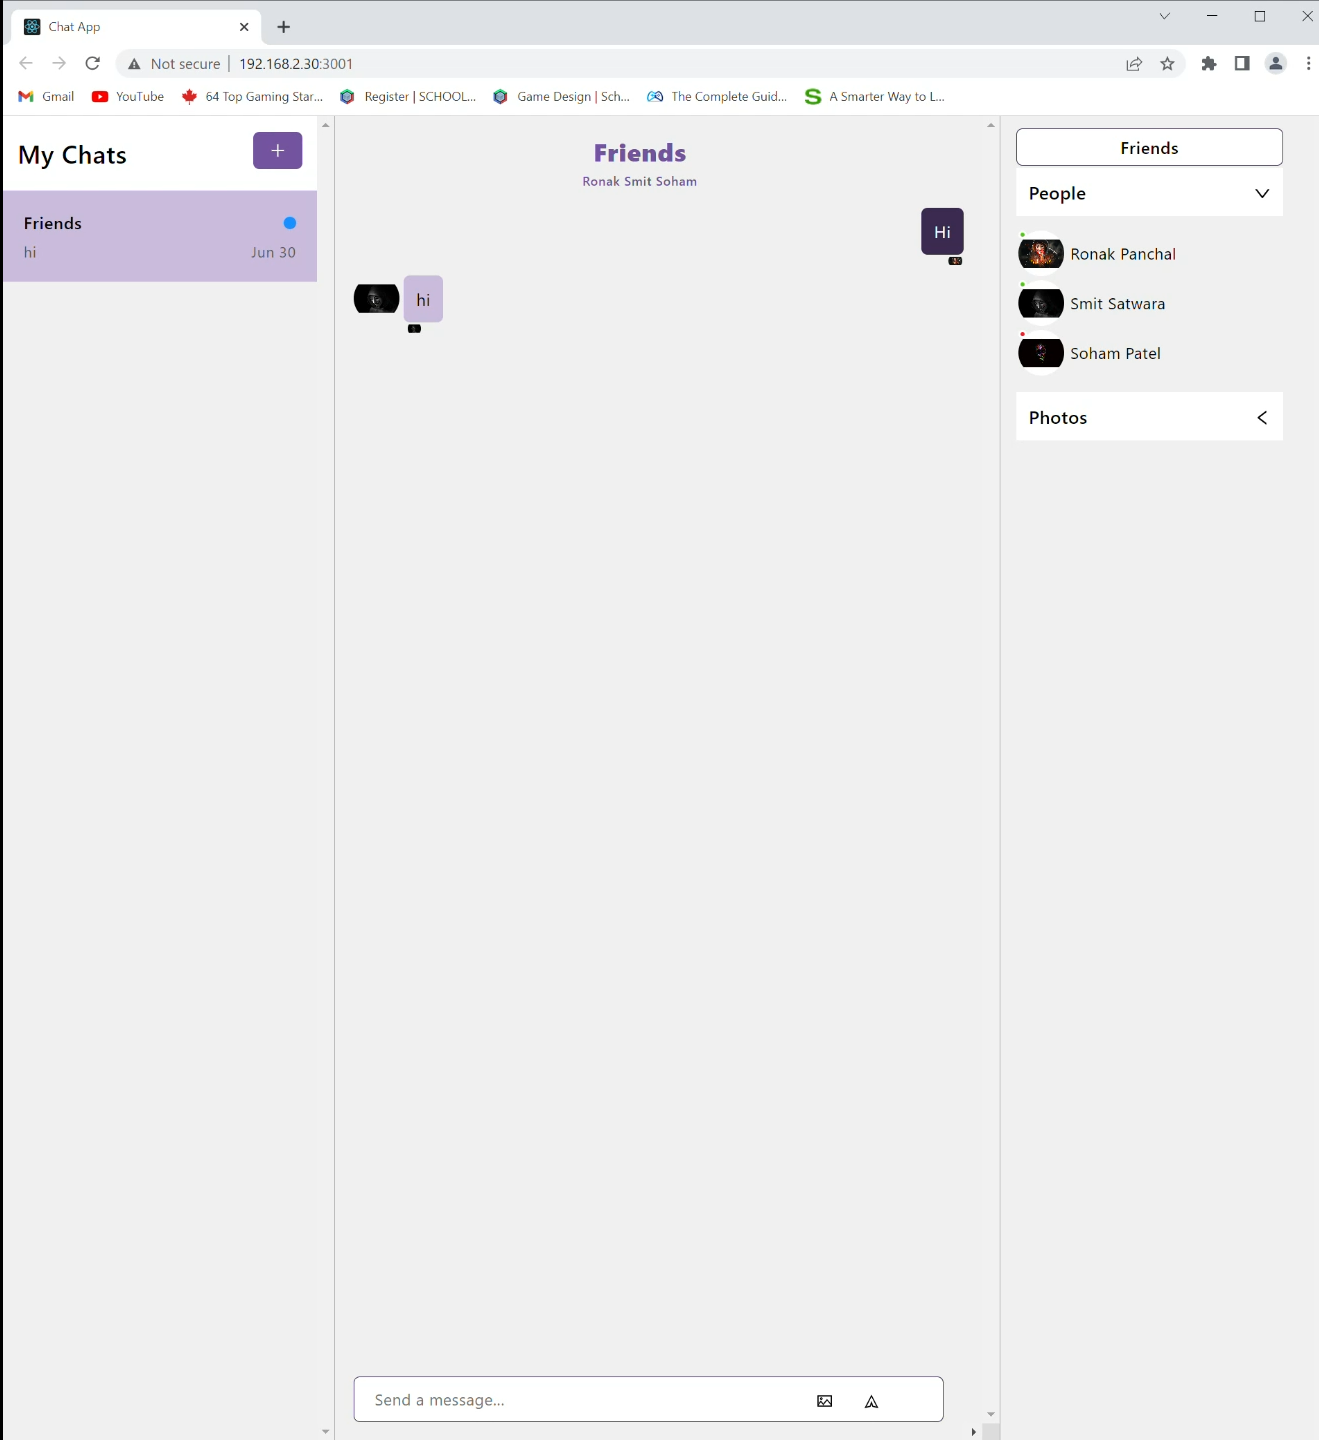 Chat App
Not secure 192.168.2.30:3001
Gmail YouTube 64 Top Gaming Star... Register | SCHOOL... Game Design | Sch... The Complete Guid... A Smarter Way to L...
My Chats
+
Friends
hi Jun 30
Friends
Ronak Smit Soham
Hi
hi
Send a message...
Friends
People
Ronak Panchal
Smit Satwara
Soham Patel
Photos